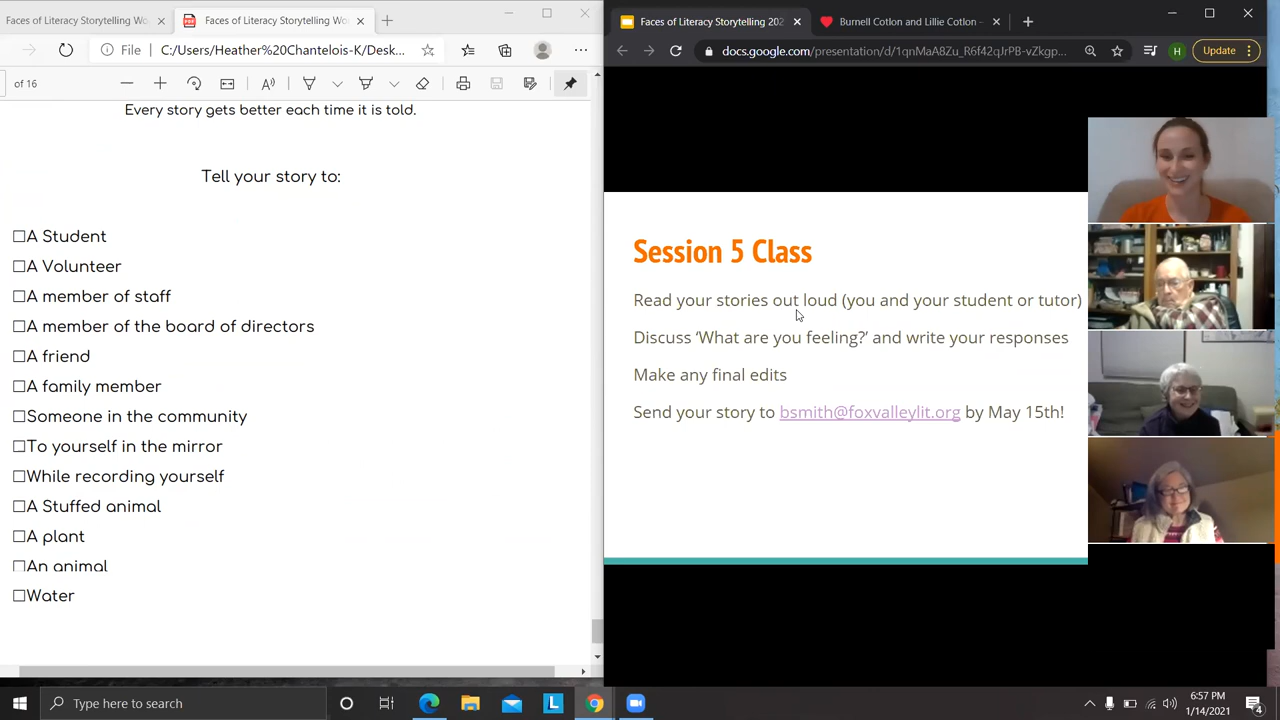 Faces of Literacy Storytelling Wo
Faces of Literacy Storytelling Wo
File
C:/Users/Heather%20Chantelois-K/Desk...
of 16
Every story gets better each time it is told.
Tell your story to:
☐A Student
☐A Volunteer
☐A member of staff
☐A member of the board of directors
☐A friend
☐A family member
☐Someone in the community
☐To yourself in the mirror
☐While recording yourself
☐A Stuffed animal
☐A plant
☐An animal
☐Water
Faces of Literacy Storytelling 202
Burnell Cotlon and Lillie Cotlon –
docs.google.com/presentation/d/1qnMaA8Zu_R6f42qJrPB-vZkgp...
H
Update
Session 5 Class
Read your stories out loud (you and your student or tutor)
Discuss ‘What are you feeling?’ and write your responses
Make any final edits
Send your story to bsmith@foxvalleylit.org by May 15th!
Type here to search
L
6:57 PM
1/14/2021
4